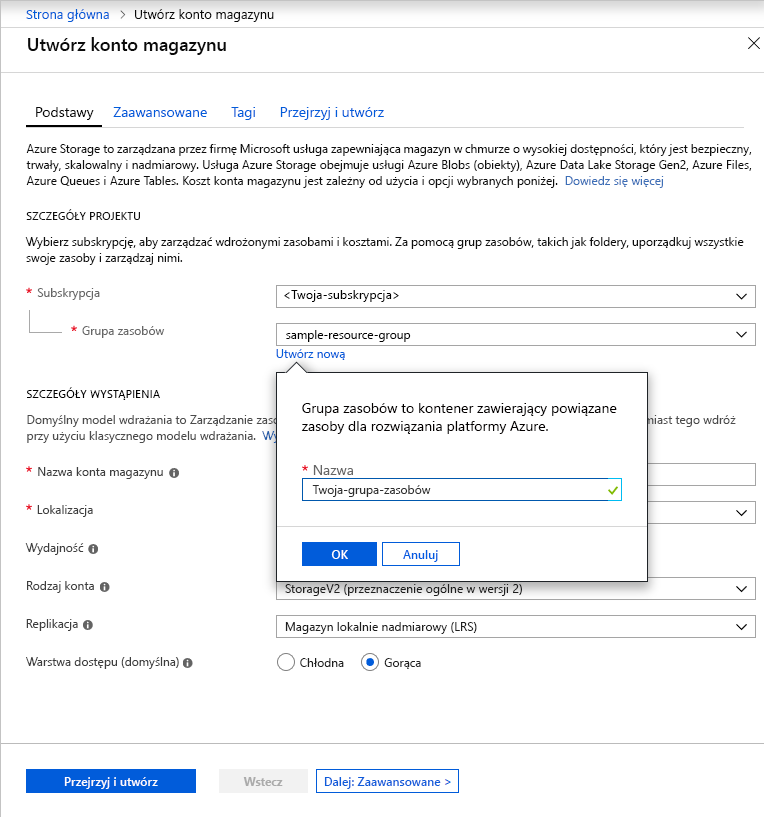 Strona główna > Utwórz konto magazynu
Utwórz konto magazynu
Podstawy Zaawansowane Tagi Przejrzyj i utwórz
Azure Storage to zarządzana przez firmę Microsoft usługa zapewniająca magazyn w chmurze o wysokiej dostępności, który jest bezpieczny,
trwały, skalowalny i nadmiarowy. Usługa Azure Storage obejmuje usługi Azure Blobs (obiekty), Azure Data Lake Storage Gen2, Azure Files,
Azure Queues i Azure Tables. Koszt konta magazynu jest zależny od użycia i opcji wybranych poniżej. Dowiedz się więcej
SZCZEGÓŁY PROJEKTU
Wybierz subskrypcję, aby zarządzać wdrożonymi zasobami i kosztami. Za pomocą grup zasobów, takich jak foldery, uporządkuj wszystkie
swoje zasoby i zarządzaj nimi.
* Subskrypcja <Twoja-subskrypcja>
* Grupa zasobów sample-resource-group
Utwórz nową
Grupa zasobów to kontener zawierający powiązane
zasoby dla rozwiązania platformy Azure.
* Nazwa
Twoja-grupa-zasobów
OK Anuluj
SZCZEGÓŁY WYSTĄPIENIA
Domyślny model wdrażania to Zarządzanie zaso miast tego wdróż
przy użyciu klasycznego modelu wdrażania. Wy
* Nazwa konta magazynu
* Lokalizacja
Wydajność
Rodzaj konta StorageV2 (przeznaczenie ogólne w wersji 2)
Replikacja Magazyn lokalnie nadmiarowy (LRS)
Warstwa dostępu (domyślna) Chłodna Gorąca
Przejrzyj i utwórz Wstecz Dalej: Zaawansowane >